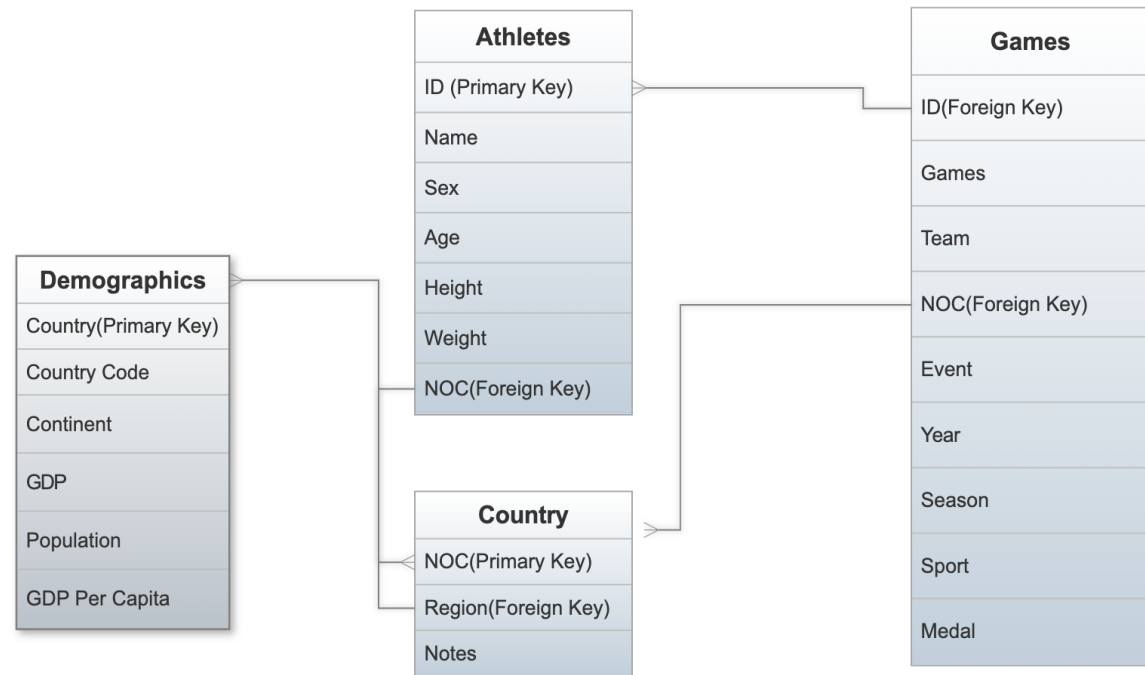 Athletes
ID (Primary Key)
Name
Sex
Age
Height
Weight
NOC(Foreign Key)
Games
ID(Foreign Key)
Games
Team
NOC(Foreign Key)
Event
Year
Season
Sport
Medal
Demographics
Country(Primary Key)
Country Code
Continent
GDP
Population
GDP Per Capita
Country
NOC(Primary Key)
Region(Foreign Key)
Notes